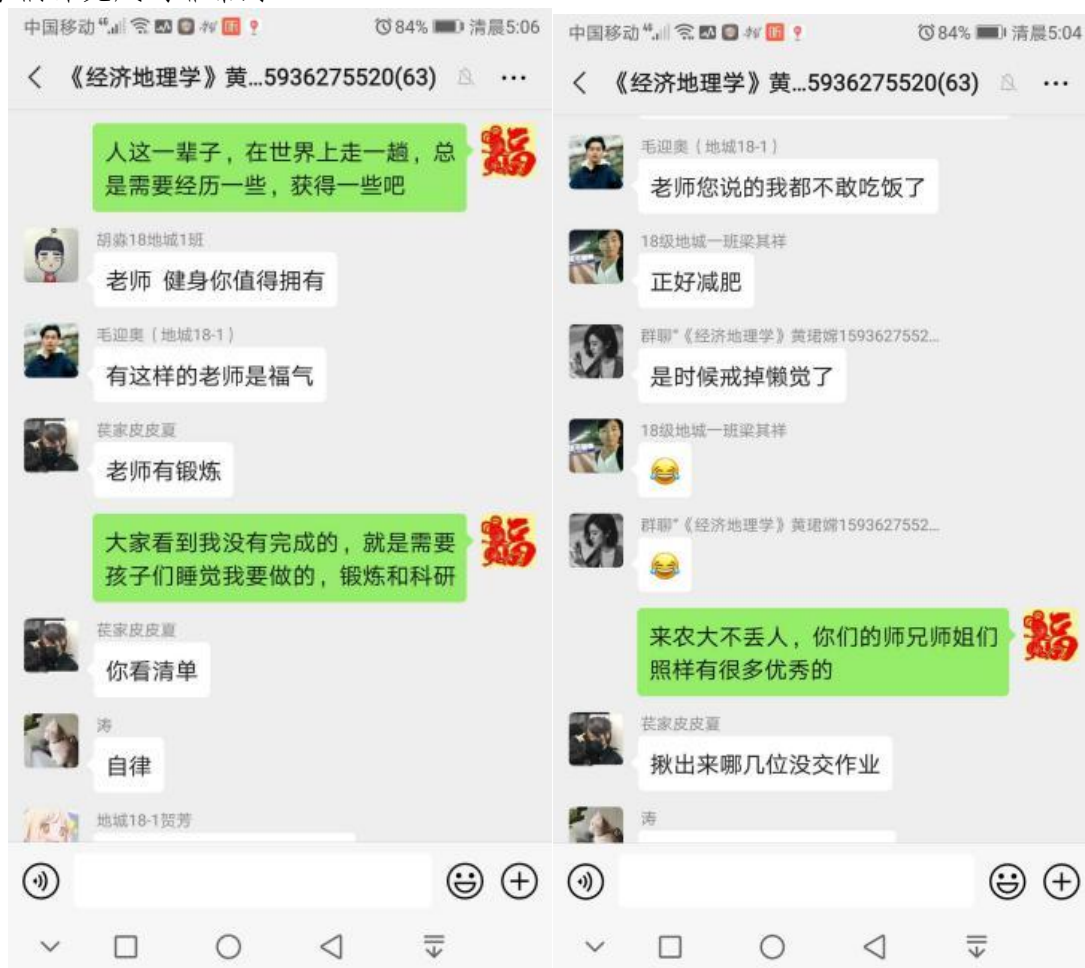 中国移动 84% 清晨5:06
《经济地理学》黄...5936275520(63)
人这一辈子，在世界上走一趟，总
是需要经历一些，获得一些吧
胡淼18地城1班
老师 健身你值得拥有
毛迎奥（地城18-1）
有这样的老师是福气
苠家皮皮夏
老师有锻炼
大家看到我没有完成的，就是需要
孩子们睡觉我要做的，锻炼和科研
苠家皮皮夏
你看清单
涛
自律
地城18-1贺芳
中国移动 84% 清晨5:04
《经济地理学》黄...5936275520(63)
毛迎奥（地城18-1）
老师您说的我都不敢吃饭了
18级地城一班梁其祥
正好减肥
群聊"《经济地理学》黄珺嫦1593627552...
是时候戒掉懒觉了
18级地城一班梁其祥
😂
群聊"《经济地理学》黄珺嫦1593627552...
😂
来农大不丢人，你们的师兄师姐们
照样有很多优秀的
苠家皮皮夏
揪出来哪几位没交作业
涛